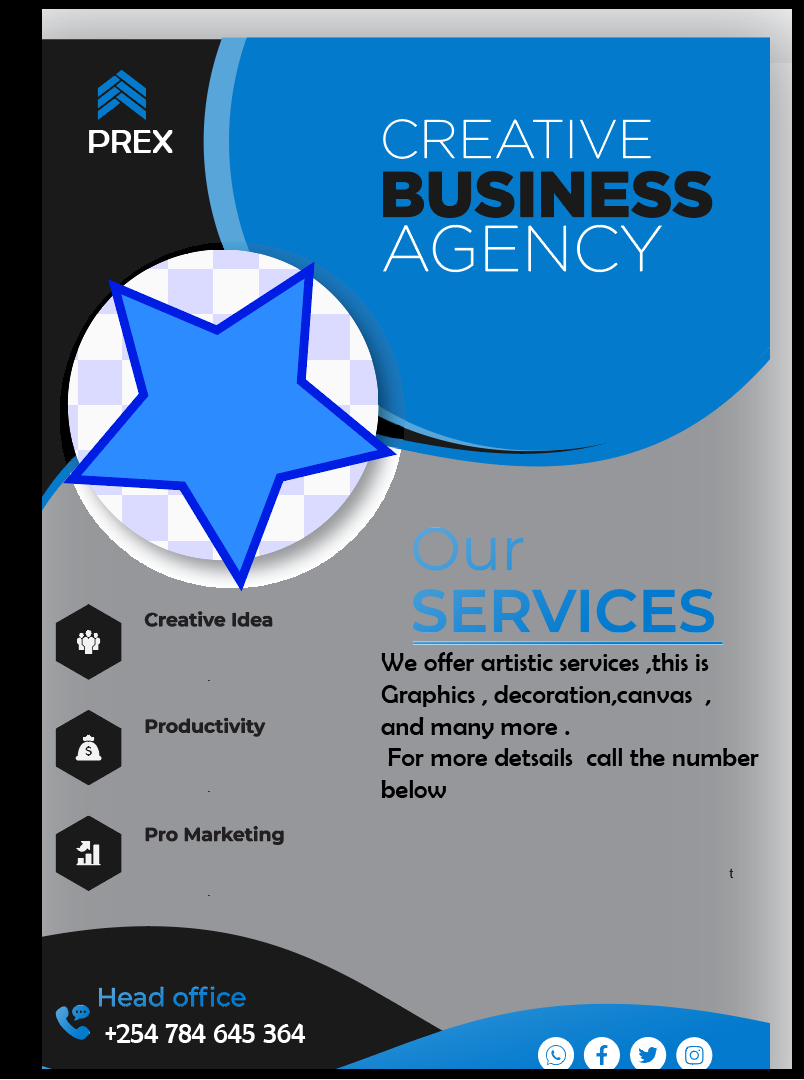 PREX
CREATIVE
BUSINESS
AGENCY
Our
SERVICES
We offer artistic services ,this is
Graphics , decoration,canvas ,
and many more .
For more detsails call the number
below
Creative Idea
.
Productivity
.
Pro Marketing
.
t
Head office
+254 784 645 364